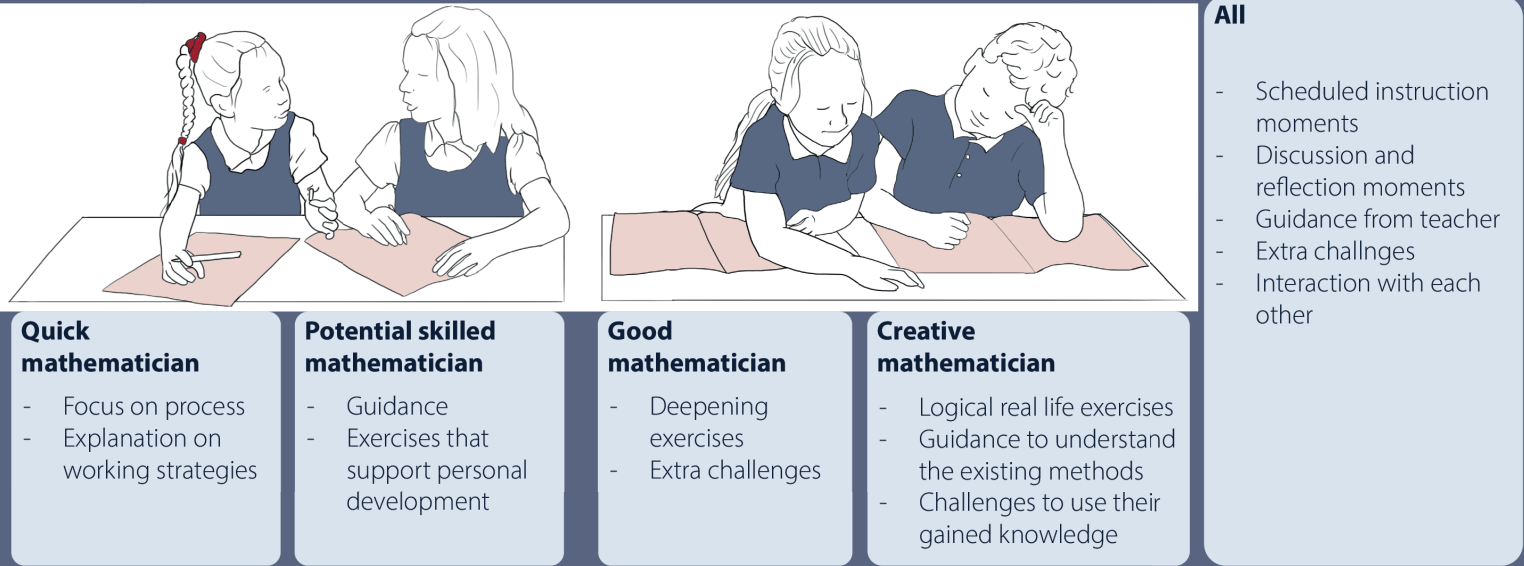 Quick
mathematician
- Focus on process
- Explanation on
working strategies
Potential skilled
mathematician
- Guidance
- Exercises that
support personal
development
Good
mathematician
- Deepening
exercises
- Extra challenges
Creative
mathematician
- Logical real life exercises
- Guidance to understand
the existing methods
- Challenges to use their
gained knowledge
All
- Scheduled instruction
moments
- Discussion and
reflection moments
- Guidance from teacher
- Extra challnges
- Interaction with each
other